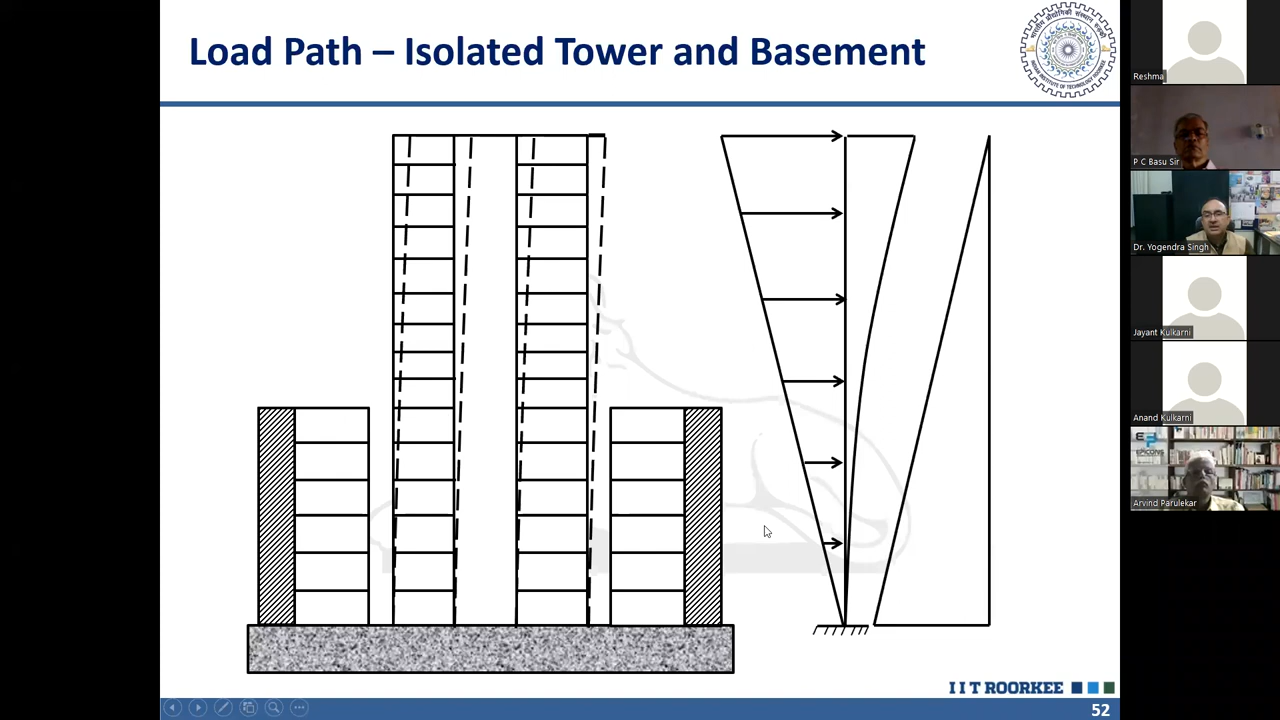 Load Path – Isolated Tower and Basement
I I T ROORKEE
52
Reshma
P C Basu Sir
Dr. Yogendra Singh
Jayant Kulkarni
Anand Kulkarni
EPICONS
Arvind Parulekar